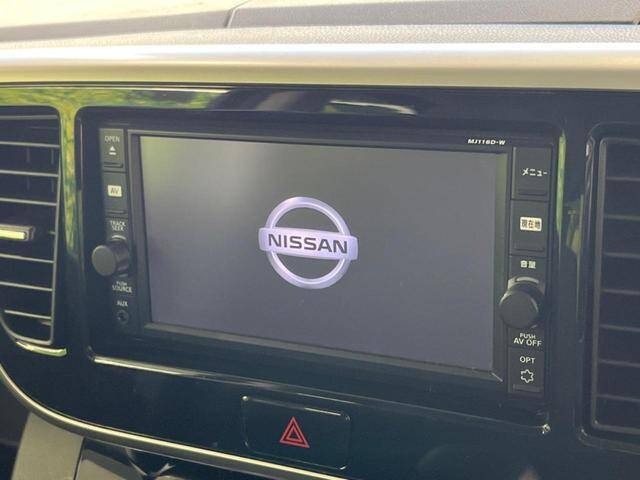 MJ116D-W
OPEN
AV
TRACK
SEEK
PUSH
SOURCE
AUX
NISSAN
メニュー
現在地
音量
PUSH
AV OFF
OPT